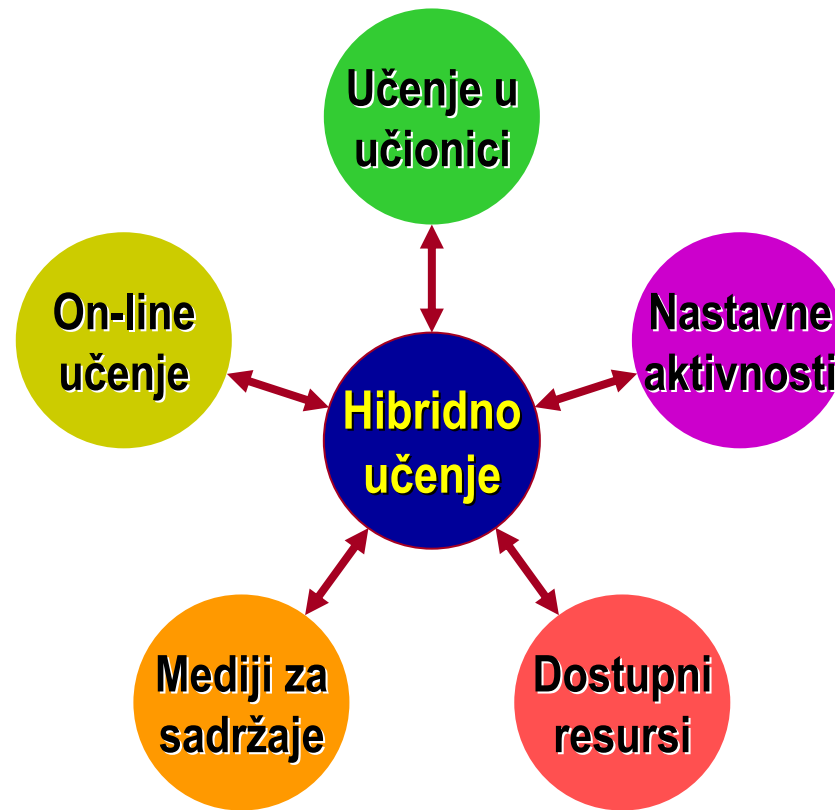 Učenje u
učionici
On-line
učenje
Nastavne
aktivnosti
Hibridno
učenje
Mediji za
sadržaje
Dostupni
resursi